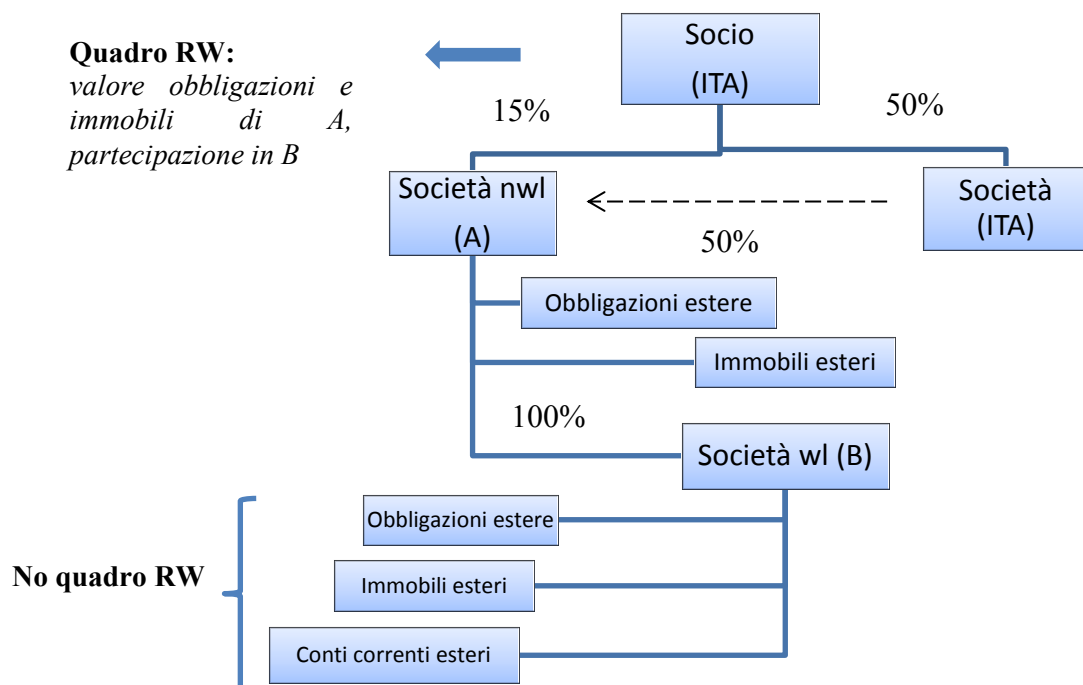 Quadro RW:
valore obbligazioni e
immobili di A,
partecipazione in B
Socio
(ITA)
15%
50%
Società nwl
(A)
Società
(ITA)
50%
Obbligazioni estere
Immobili esteri
100%
Società wl (B)
Obbligazioni estere
No quadro RW
Immobili esteri
Conti correnti esteri